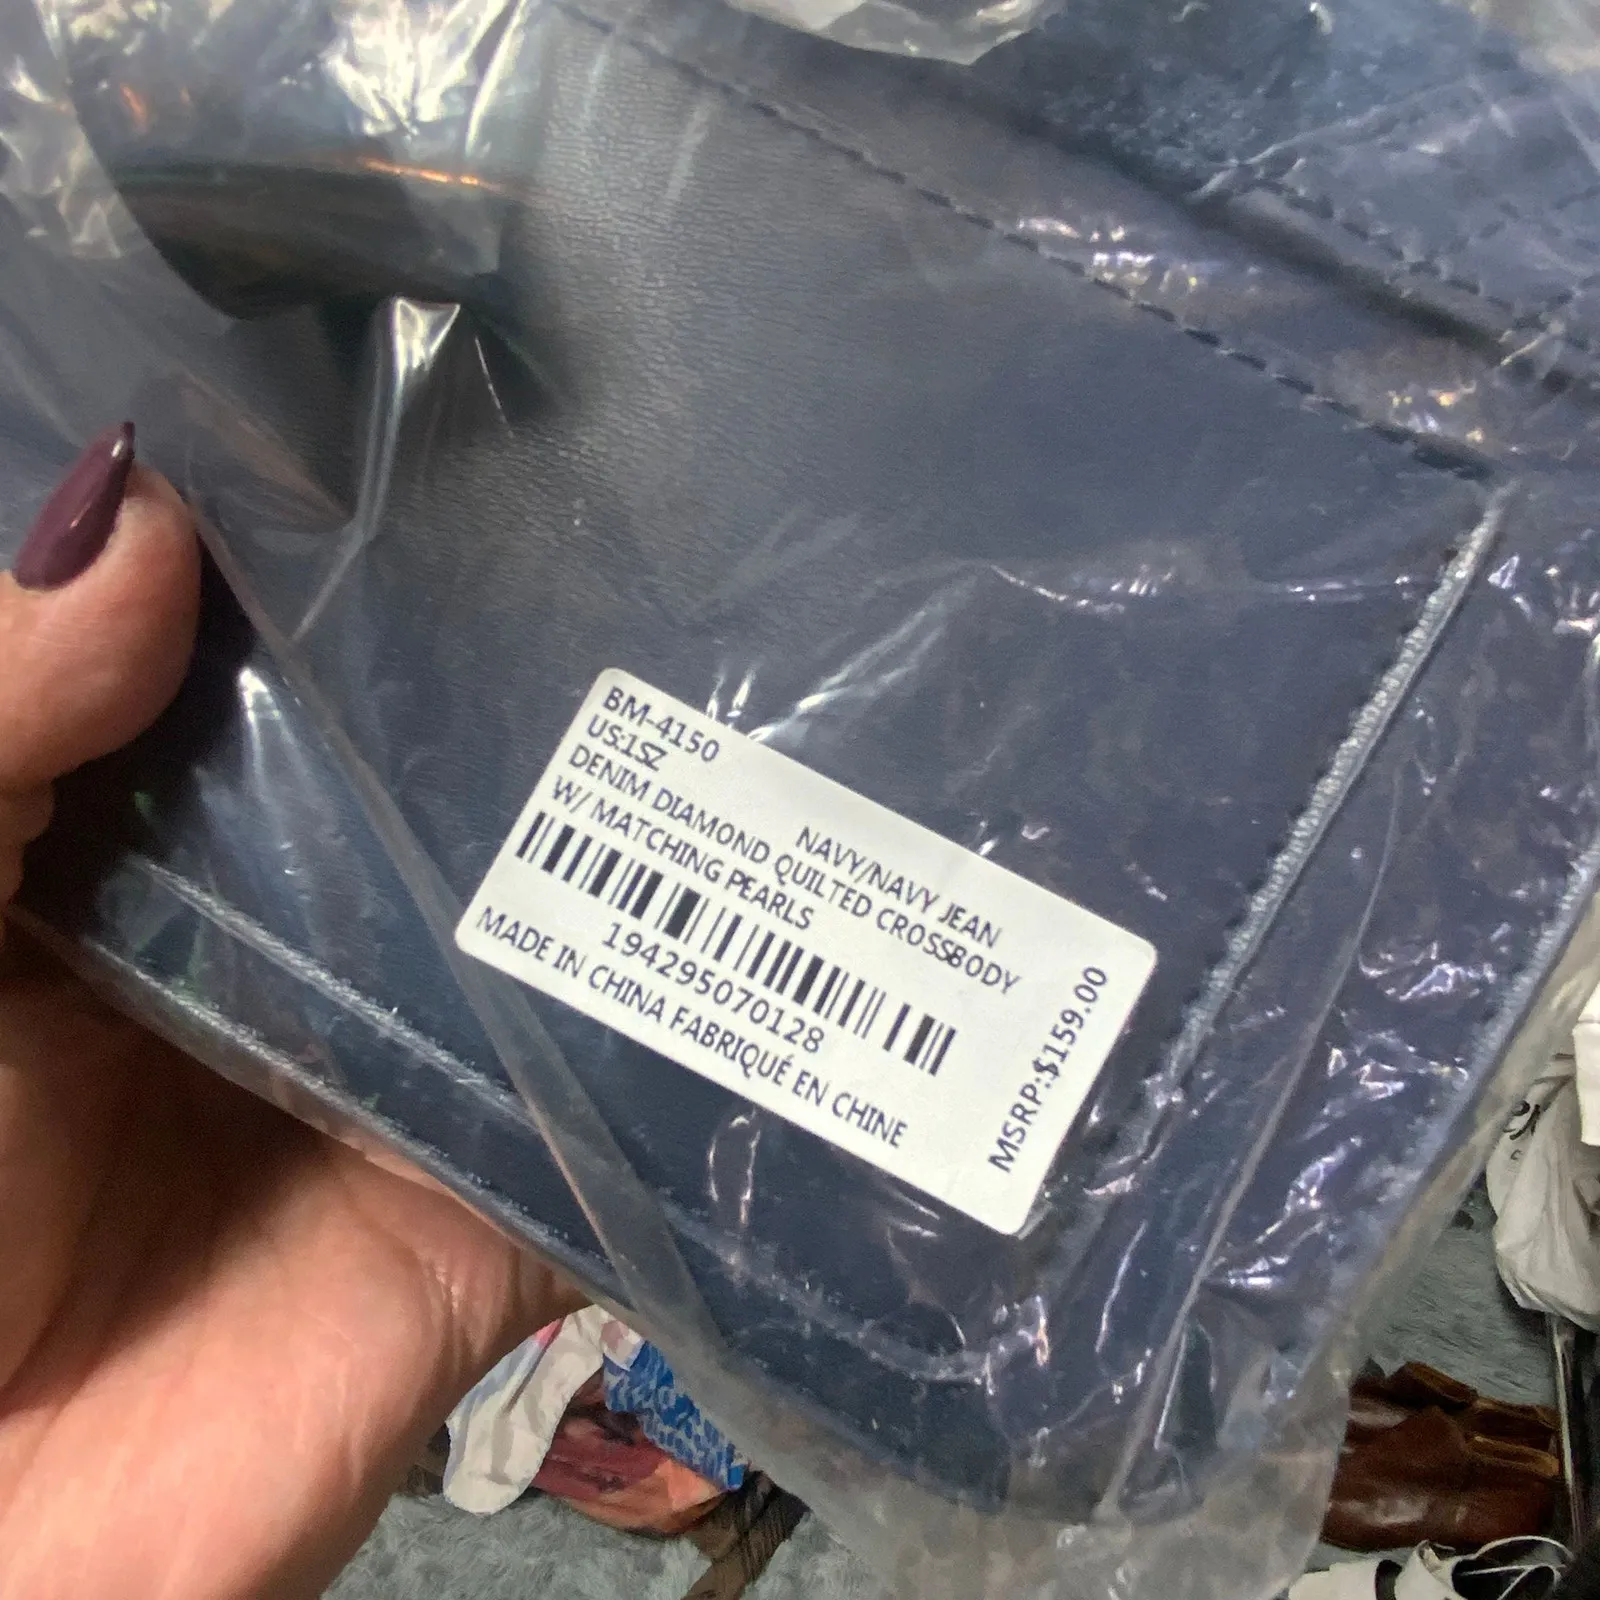 BM-4150
US:1SZ NAVY/NAVY JEAN
DENIM DIAMOND QUILTED CROSSBODY
W/ MATCHING PEARLS
194295070128
MADE IN CHINA FABRIQUÉ EN CHINE
MSRP:$159.00